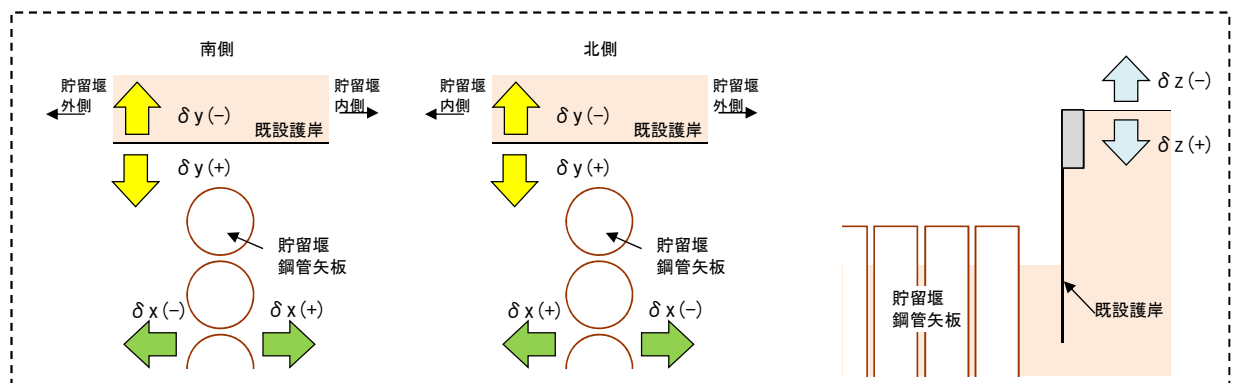 南側
貯留堰
外側
δy(-)
貯留堰
内側
既設護岸
δy(+)
貯留堰
鋼管矢板
δx(-)
δx(+)
北側
貯留堰
内側
δy(-)
貯留堰
外側
既設護岸
δy(+)
貯留堰
鋼管矢板
δx(+)
δx(-)
δz(-)
δz(+)
貯留堰
鋼管矢板
既設護岸